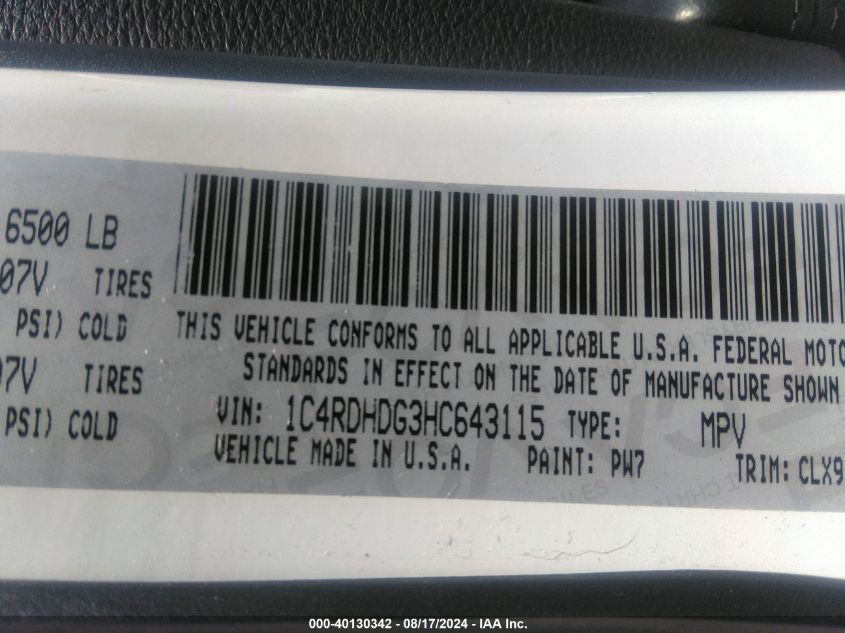 6500 LB
07V TIRES
PSI) COLD
07V TIRES
PSI) COLD
THIS VEHICLE CONFORMS TO ALL APPLICABLE U.S.A. FEDERAL MOTO
STANDARDS IN EFFECT ON THE DATE OF MANUFACTURE SHOWN
VIN: 1C4RDHDG3HC643115 TYPE: MPV
VEHICLE MADE IN U.S.A. PAINT: PW7 TRIM: CLX9
000-40130342 - 08/17/2024 - IAA Inc.